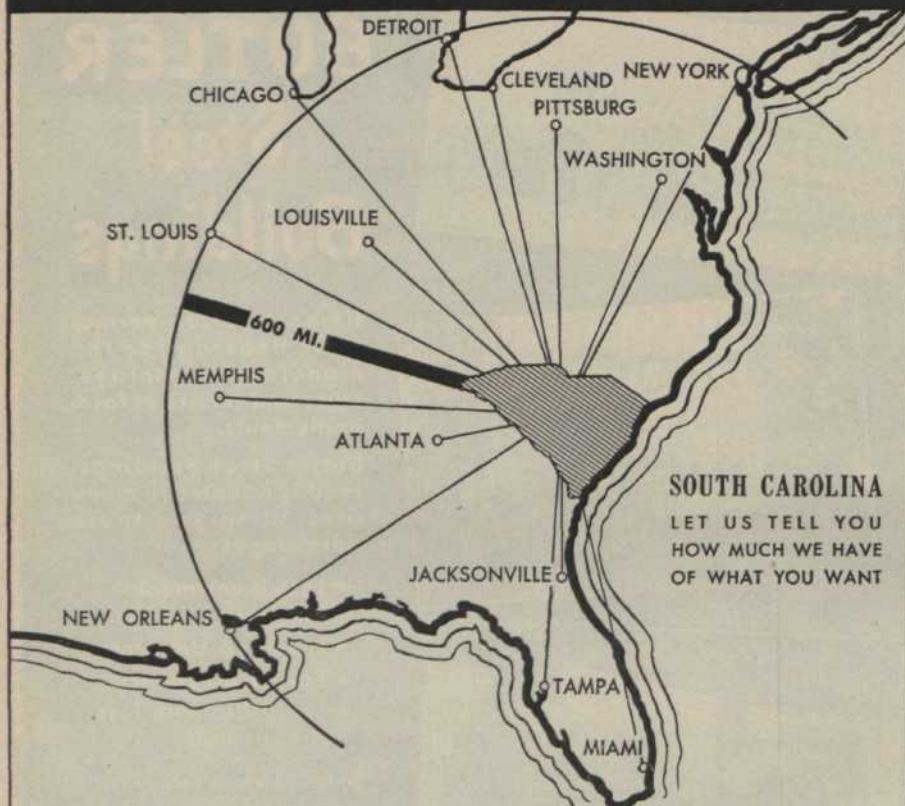 DETROIT
NEW YORK
CLEVELAND
CHICAGO
PITTSBURG
WASHINGTON
LOUISVILLE
ST. LOUIS
600 MI.
MEMPHIS
ATLANTA
SOUTH CAROLINA
LET US TELL YOU
HOW MUCH WE HAVE
OF WHAT YOU WANT
JACKSONVILLE
NEW ORLEANS
TAMPA
MIAMI